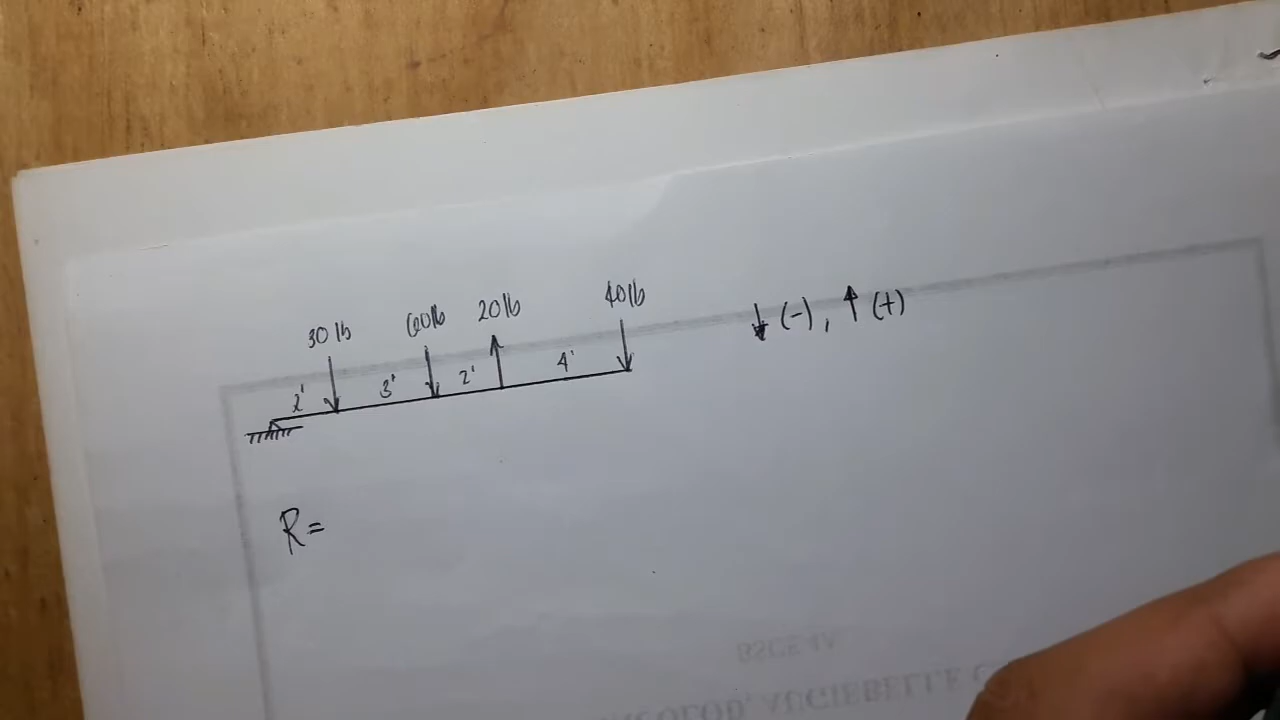 30 lb 60 lb 20 lb 40 lb
2' 3' 2' 4'
↓ (-), ↑ (+)
R=